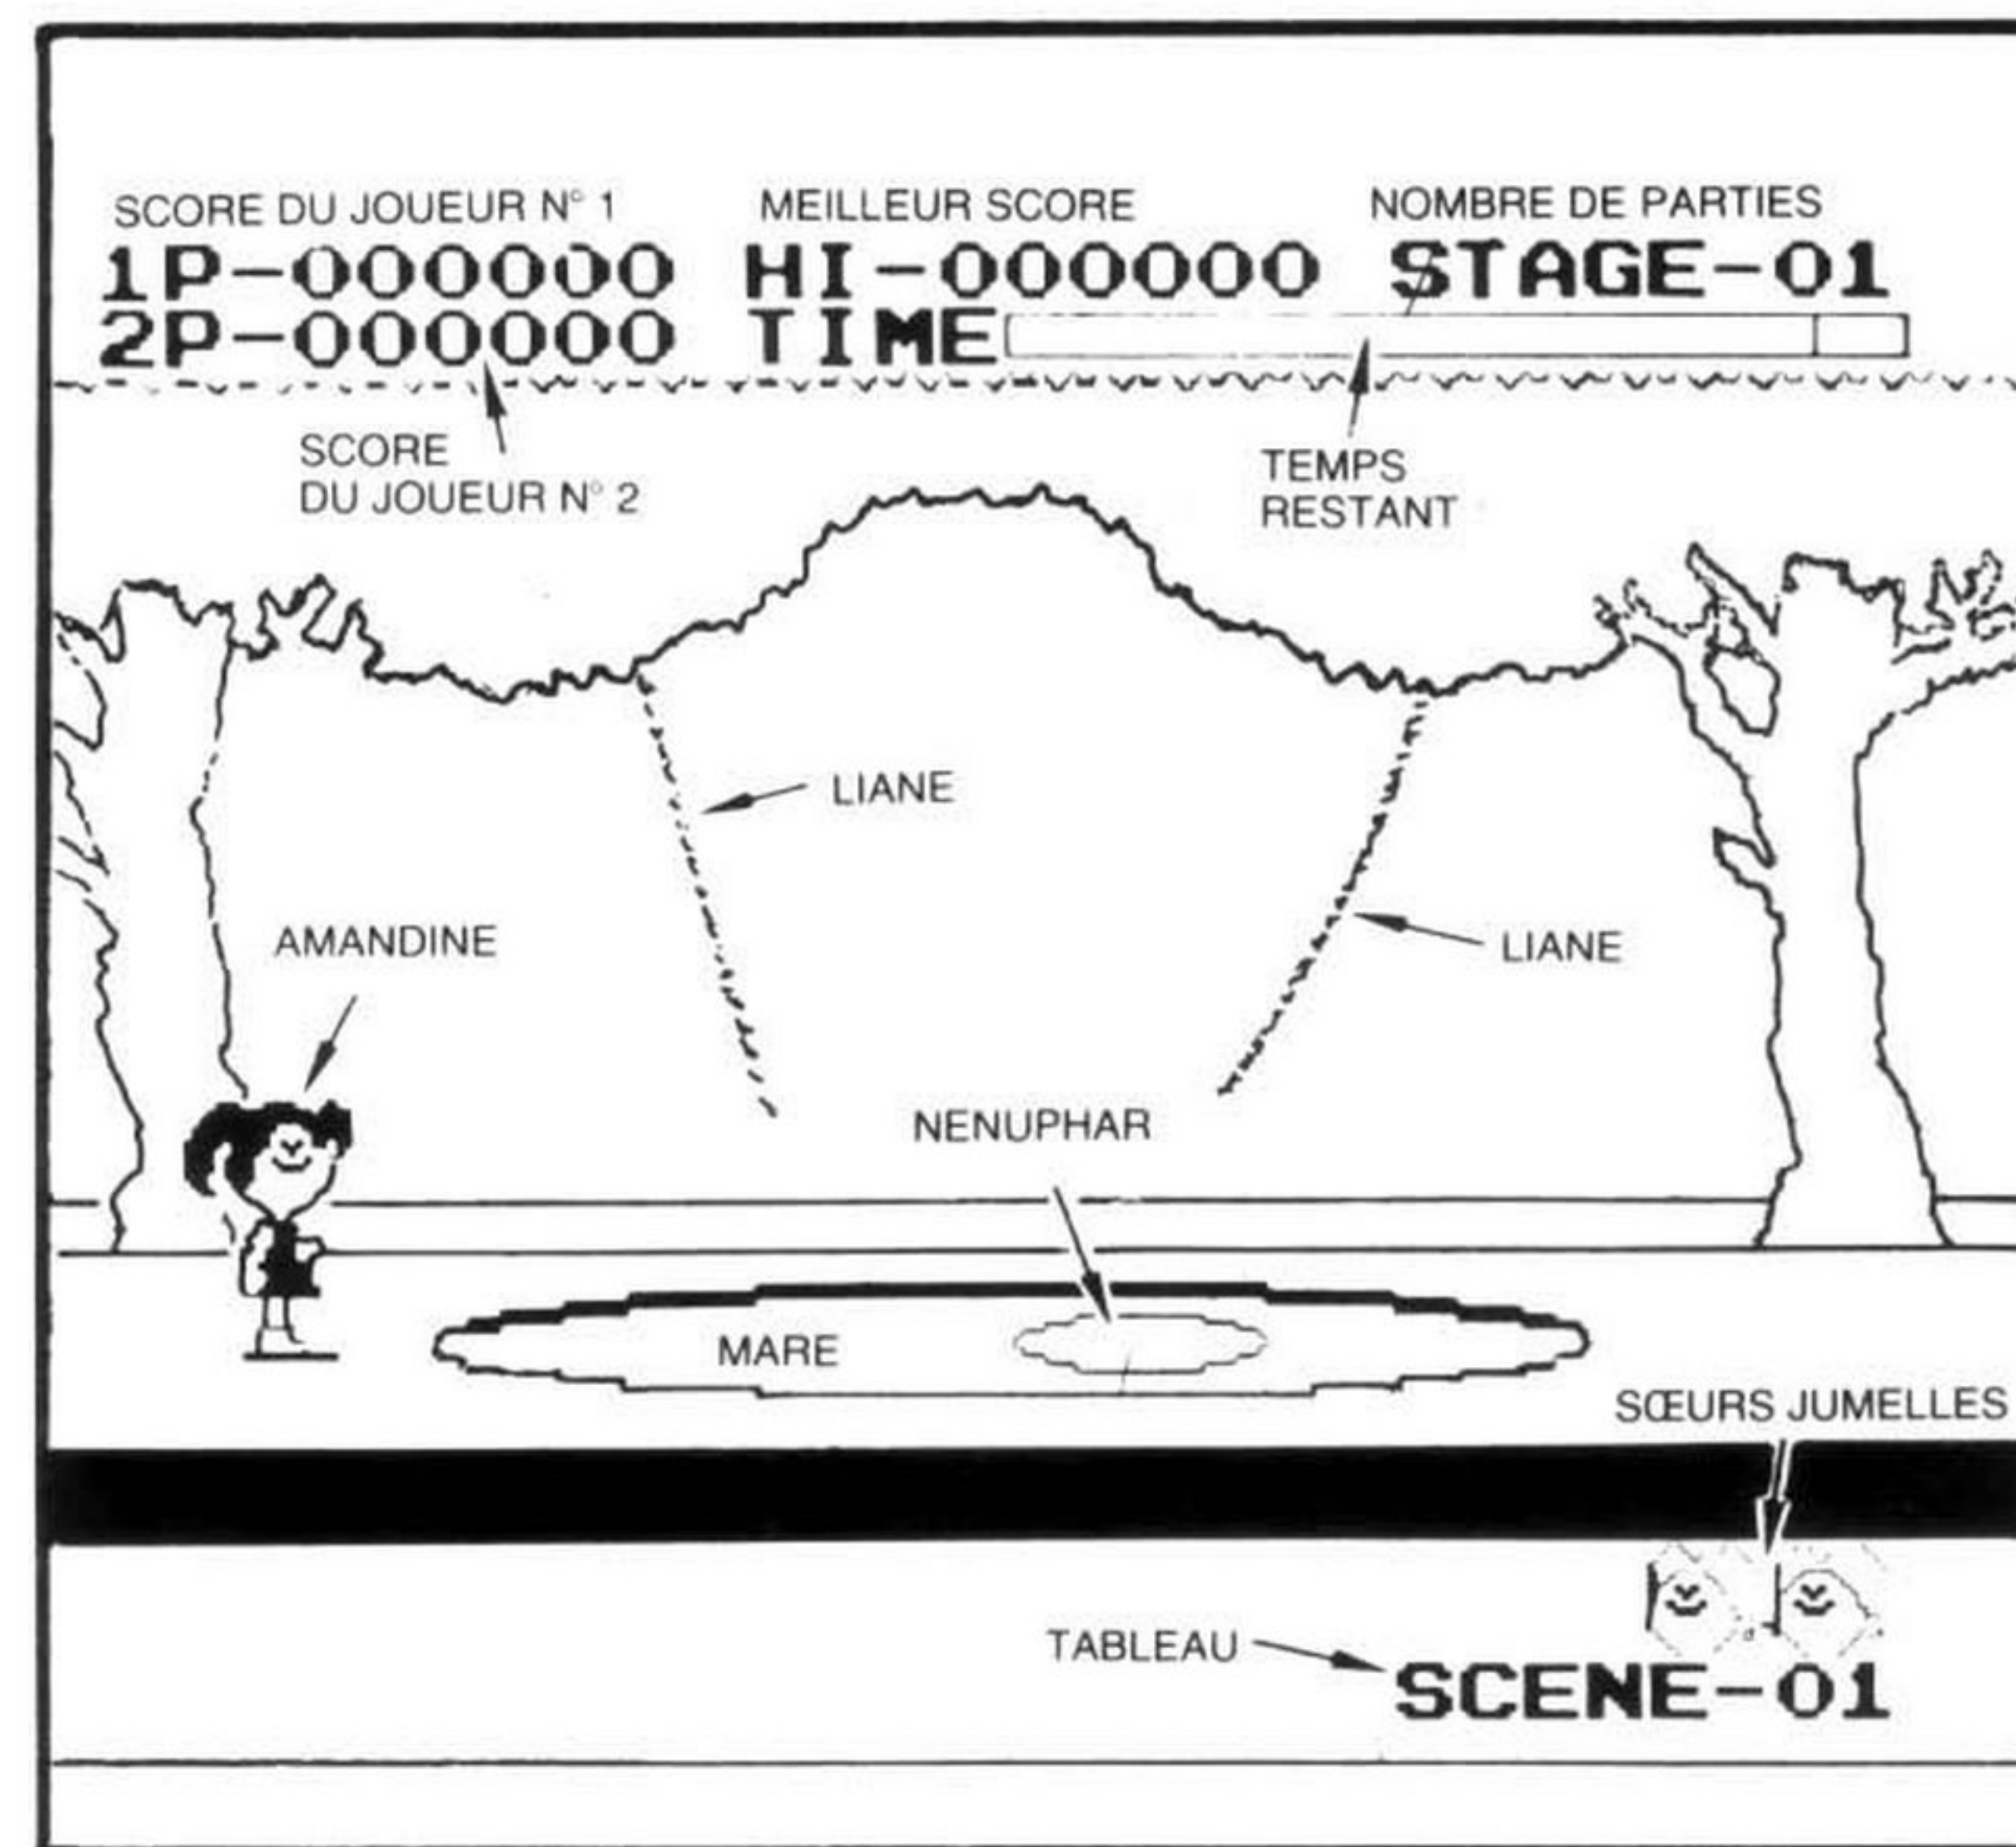 SCORE DU JOUEUR N° 1 MEILLEUR SCORE NOMBRE DE PARTIES
1P-000000 HI-000000 STAGE-01
2P-000000 TIME
SCORE
DU JOUEUR N° 2
TEMPS
RESTANT
LIANE
AMANDINE
LIANE
NENUPHAR
MARE
SŒURS JUMELLES
TABLEAU
SCENE-01